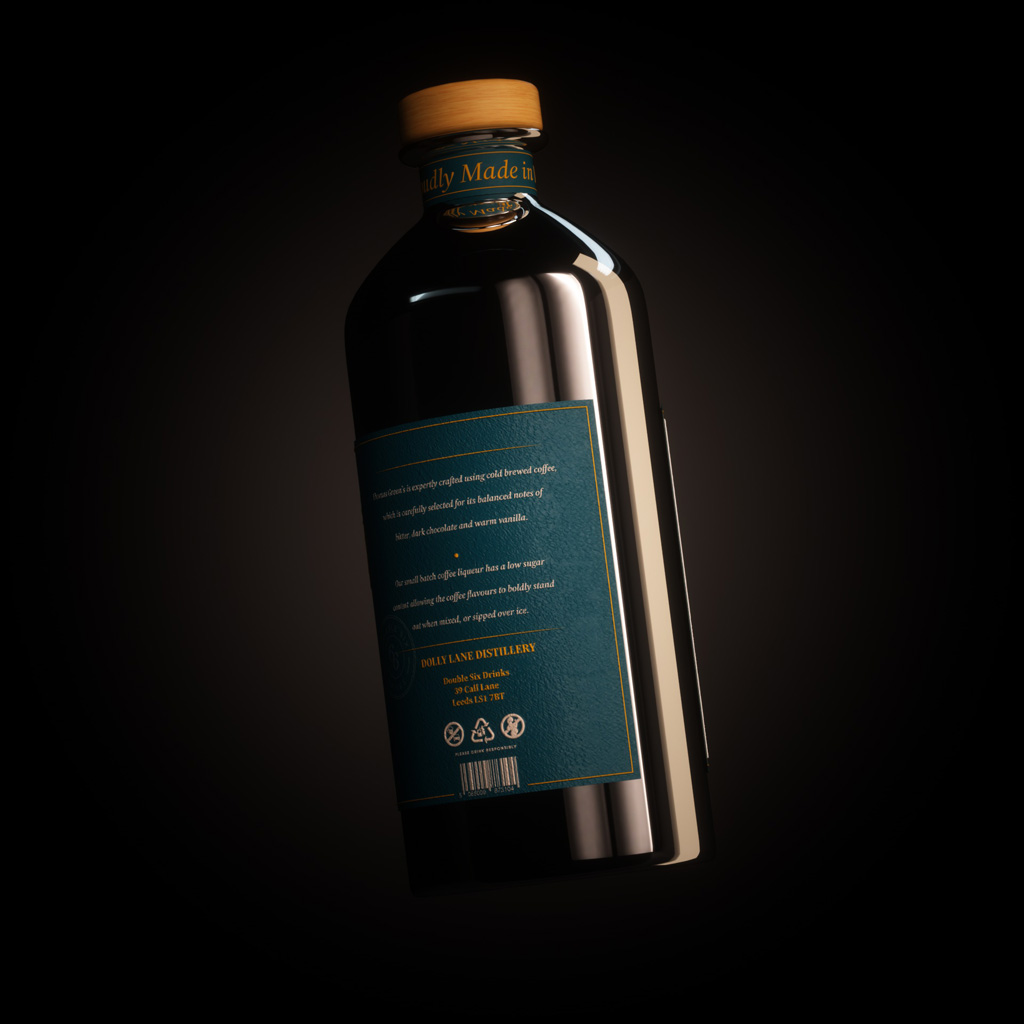 Made in
is expertly crafted using cold brewed coffee,
which is carefully selected for its balanced notes of
bitter, dark chocolate and warm vanilla.
Our small batch coffee liqueur has a low sugar
content allowing the coffee flavours to boldly stand
out when mixed, or sipped over ice.
DOLLY LANE DISTILLERY
Double Six Drinks
39 Call Lane
Leeds LS1 7BT
PLEASE DRINK RESPONSIBLY